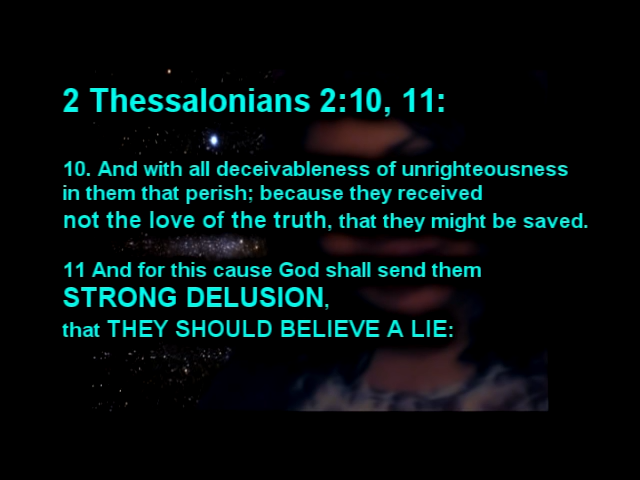 2 Thessalonians 2:10, 11:
10. And with all deceivableness of unrighteousness
in them that perish; because they received
not the love of the truth, that they might be saved.
11 And for this cause God shall send them
STRONG DELUSION,
that THEY SHOULD BELIEVE A LIE: